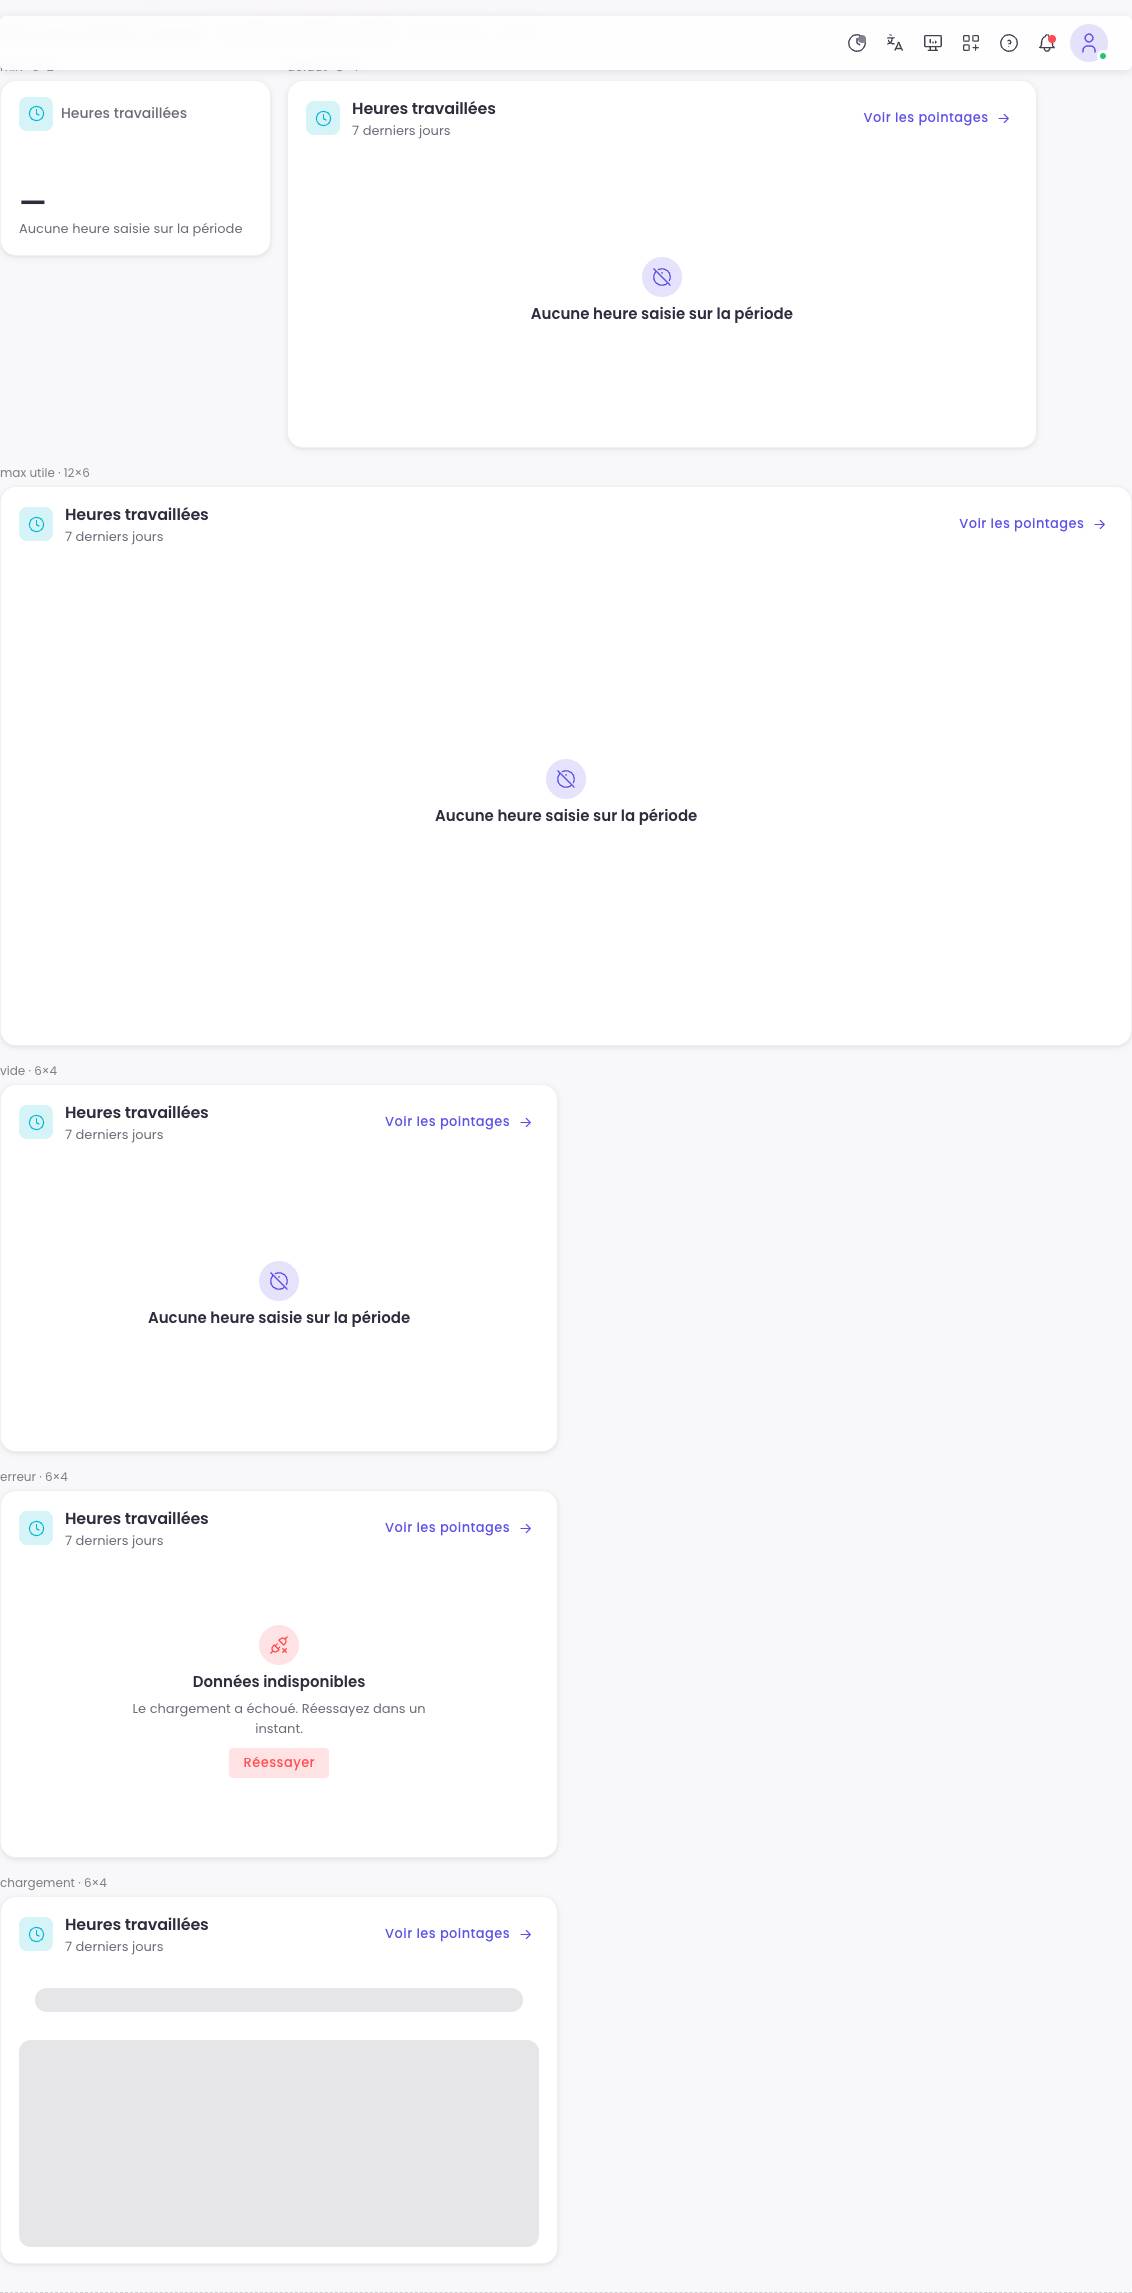 Heures travaillées
—
Aucune heure saisie sur la période
Heures travaillées
7 derniers jours
Voir les pointages →
Aucune heure saisie sur la période
max utile · 12×6
Heures travaillées
7 derniers jours
Voir les pointages →
Aucune heure saisie sur la période
vide · 6×4
Heures travaillées
7 derniers jours
Voir les pointages →
Aucune heure saisie sur la période
erreur · 6×4
Heures travaillées
7 derniers jours
Voir les pointages →
Données indisponibles
Le chargement a échoué. Réessayez dans un
instant.
Réessayer
chargement · 6×4
Heures travaillées
7 derniers jours
Voir les pointages →